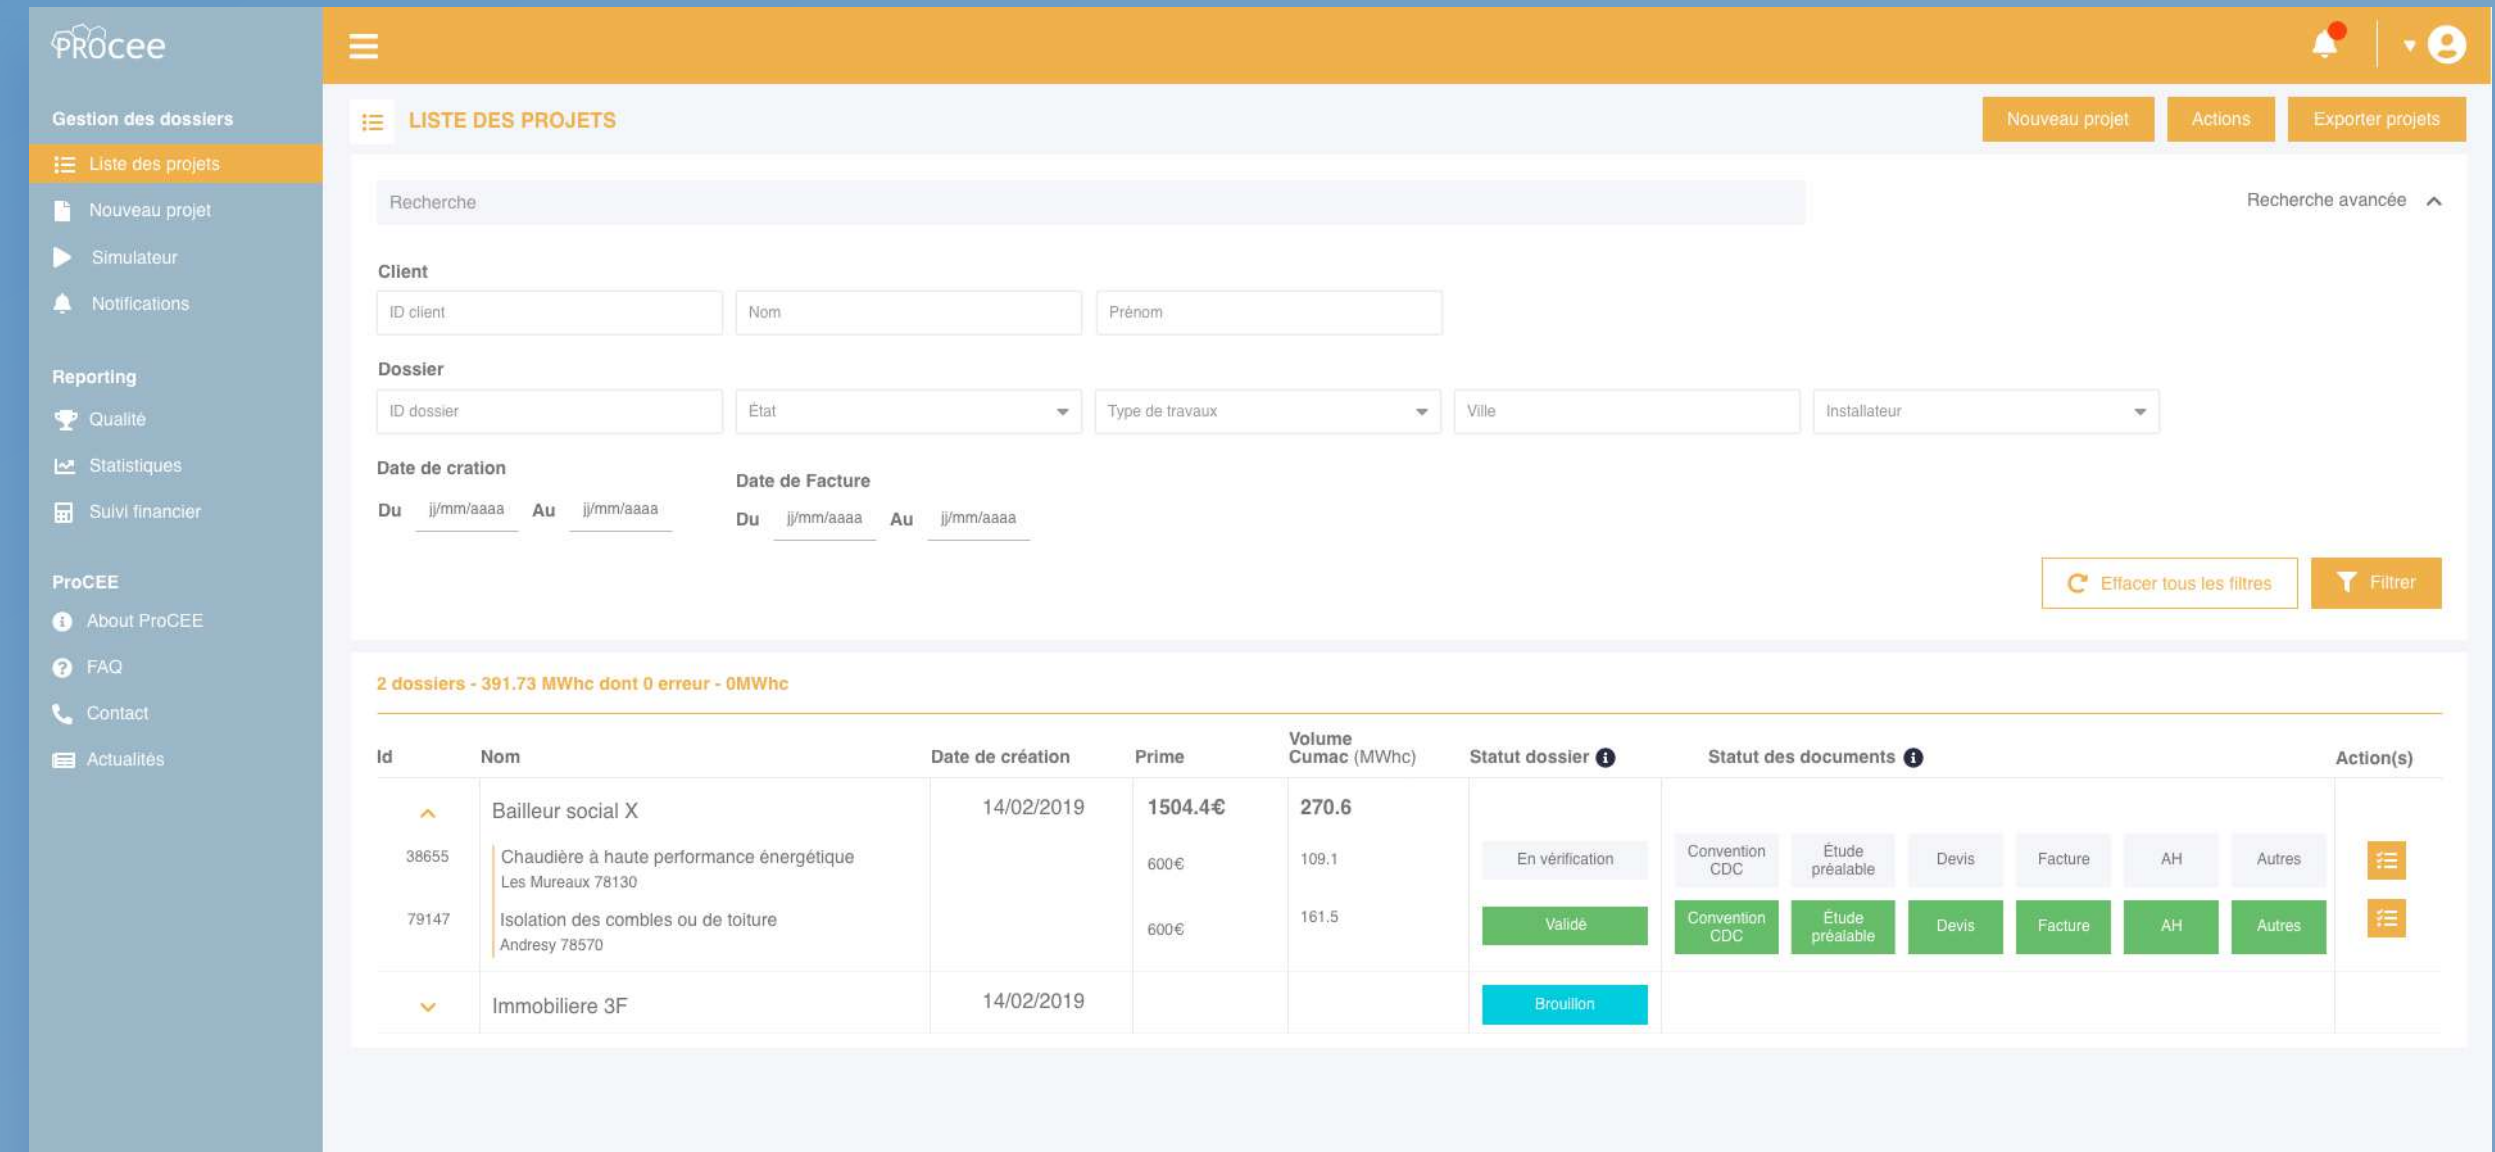 PROcee
Gestion des dossiers
Liste des projets
Nouveau projet
Simulateur
Notifications
Reporting
Qualité
Statistiques
Suivi financier
ProCEE
About ProCEE
FAQ
Contact
Actualités
LISTE DES PROJETS
Nouveau projet
Actions
Exporter projets
Recherche
Recherche avancée
Client
ID client
Nom
Prénom
Dossier
ID dossier
État
Type de travaux
Ville
Installateur
Date de cration
Du jj/mm/aaaa Au jj/mm/aaaa
Date de Facture
Du jj/mm/aaaa Au jj/mm/aaaa
Effacer tous les filtres
Filtrer
2 dossiers - 391.73 MWhc dont 0 erreur - 0MWhc
Id
Nom
Date de création
Prime
Volume
Cumac (MWhc)
Statut dossier
Statut des documents
Action(s)
Bailleur social X
14/02/2019
1504.4€
270.6
38655
Chaudière à haute performance énergétique
Les Mureaux 78130
600€
109.1
En vérification
Convention
CDC
Étude
préalable
Devis
Facture
AH
Autres
79147
Isolation des combles ou de toiture
Andresy 78570
600€
161.5
Validé
Convention
CDC
Étude
préalable
Devis
Facture
AH
Autres
Immobiliere 3F
14/02/2019
Brouillon